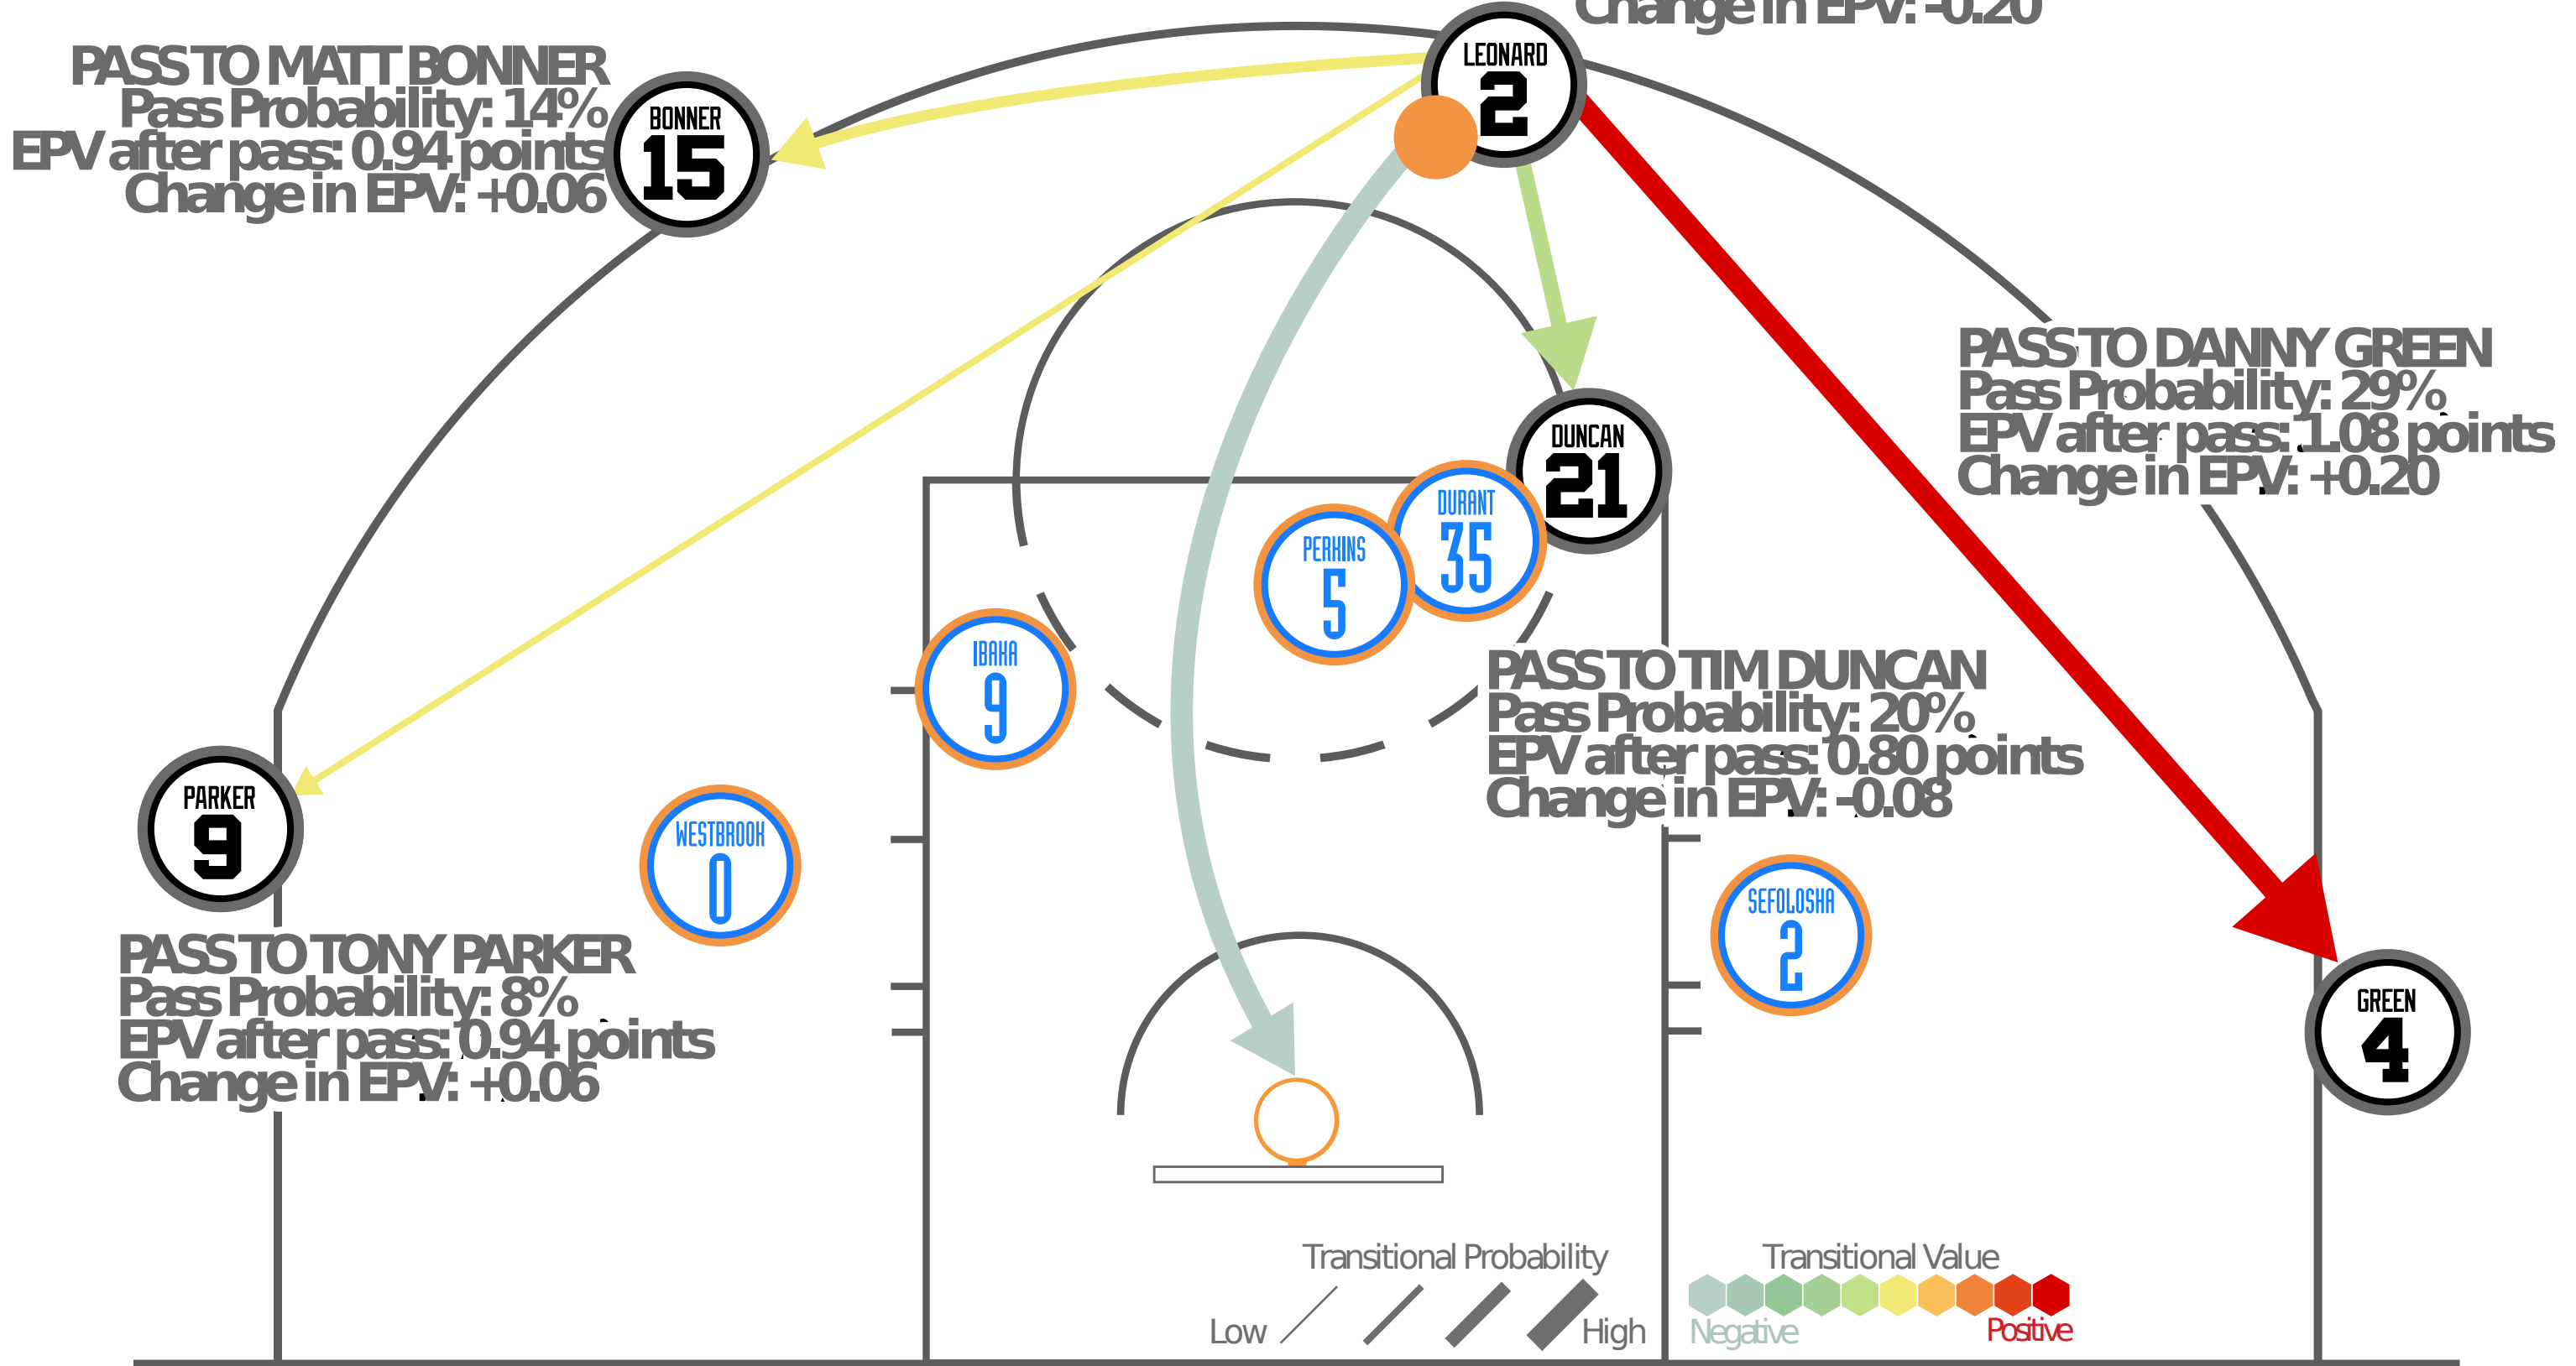 Change in EPV: -0.20
LEONARD
2
PASS TO MATT BONNER
Pass Probability: 14%
EPV after pass: 0.94 points
Change in EPV: +0.06
BONNER
15
PASS TO DANNY GREEN
Pass Probability: 29%
EPV after pass: 1.08 points
Change in EPV: +0.20
DUNCAN
21
DURANT
35
PERKINS
5
IBAKA
9
PASS TO TIM DUNCAN
Pass Probability: 20%
EPV after pass: 0.80 points
Change in EPV: -0.08
PARKER
9
WESTBROOK
0
SEFOLOSHA
2
PASS TO TONY PARKER
Pass Probability: 8%
EPV after pass: 0.94 points
Change in EPV: +0.06
GREEN
4
Transitional Probability
Low
High
Transitional Value
Negative
Positive